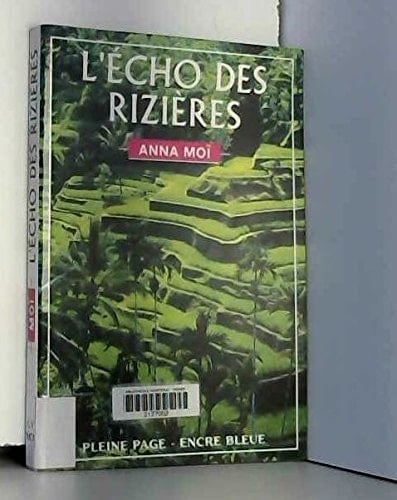 L'ÉCHO DES
RIZIÈRES
ANNA MOÏ
PLEINE PAGE - ENCRE BLEUE
MOÏ
L'ÉCHO DES RIZIÈRES